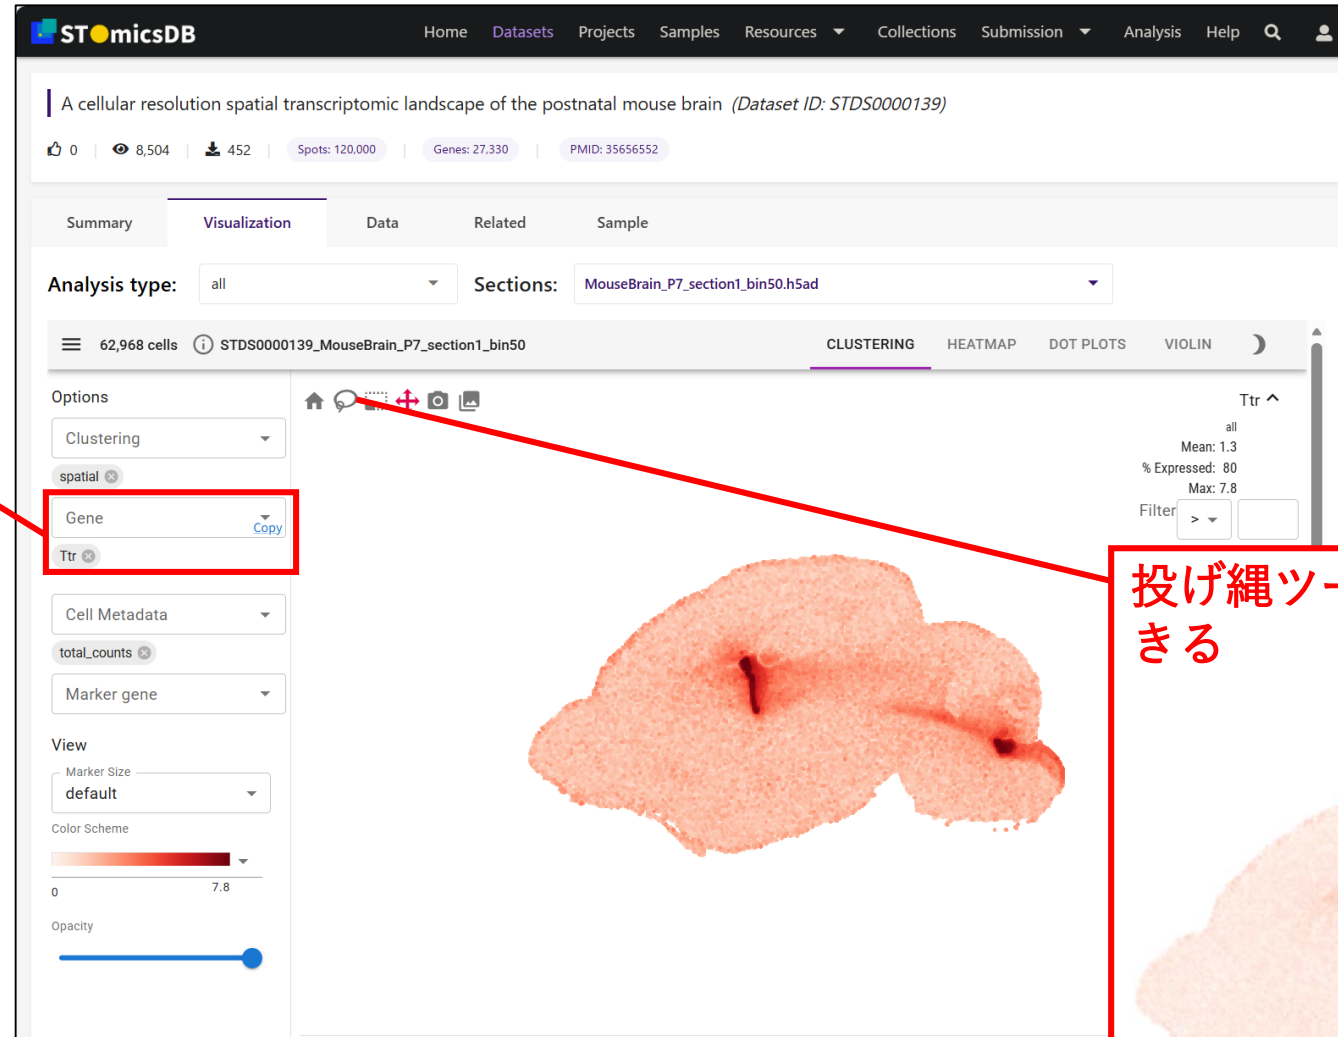 STOmicsDB
Home Datasets Projects Samples Resources Collections Submission Analysis Help
A cellular resolution spatial transcriptomic landscape of the postnatal mouse brain (Dataset ID: STDS0000139)
0 8,504 452 Spots: 120,000 Genes: 27,330 PMID: 35656552
Summary Visualization Data Related Sample
Analysis type: all Sections: MouseBrain_P7_section1_bin50.h5ad
62,968 cells STDS0000139_MouseBrain_P7_section1_bin50 CLUSTERING HEATMAP DOT PLOTS VIOLIN
Options
Clustering
spatial
Gene
Copy
Ttr
Cell Metadata
total_counts
Marker gene
View
Marker Size
default
Color Scheme
0 7.8
Opacity
Ttr
all
Mean: 1.3
% Expressed: 80
Max: 7.8
Filter >
投げ縄ツー
きる